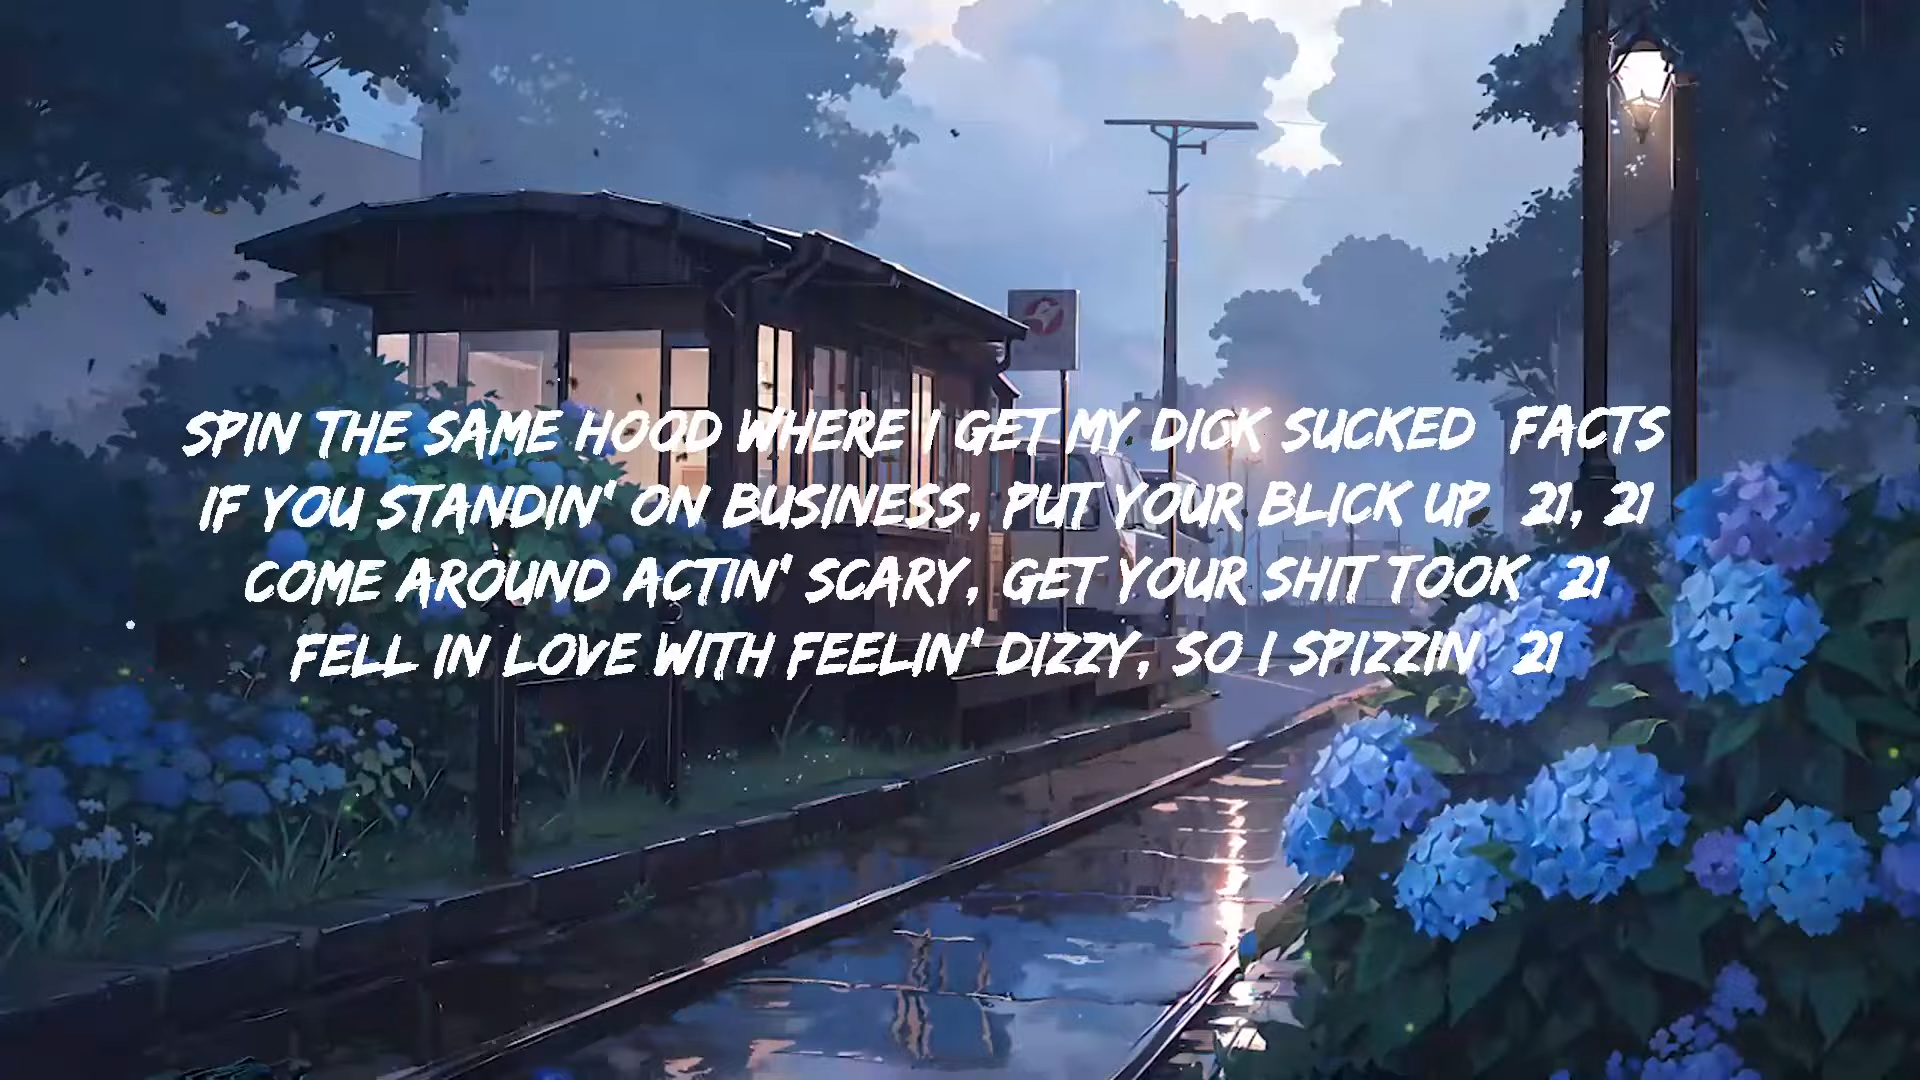 SPIN THE SAME HOOD WHERE I GET MY DICK SUCKED  FACTS
IF YOU STANDIN' ON BUSINESS, PUT YOUR BLICK UP  21, 21
COME AROUND ACTIN' SCARY, GET YOUR SHIT TOOK  21
FELL IN LOVE WITH FEELIN' DIZZY, SO I SPIZZIN  21